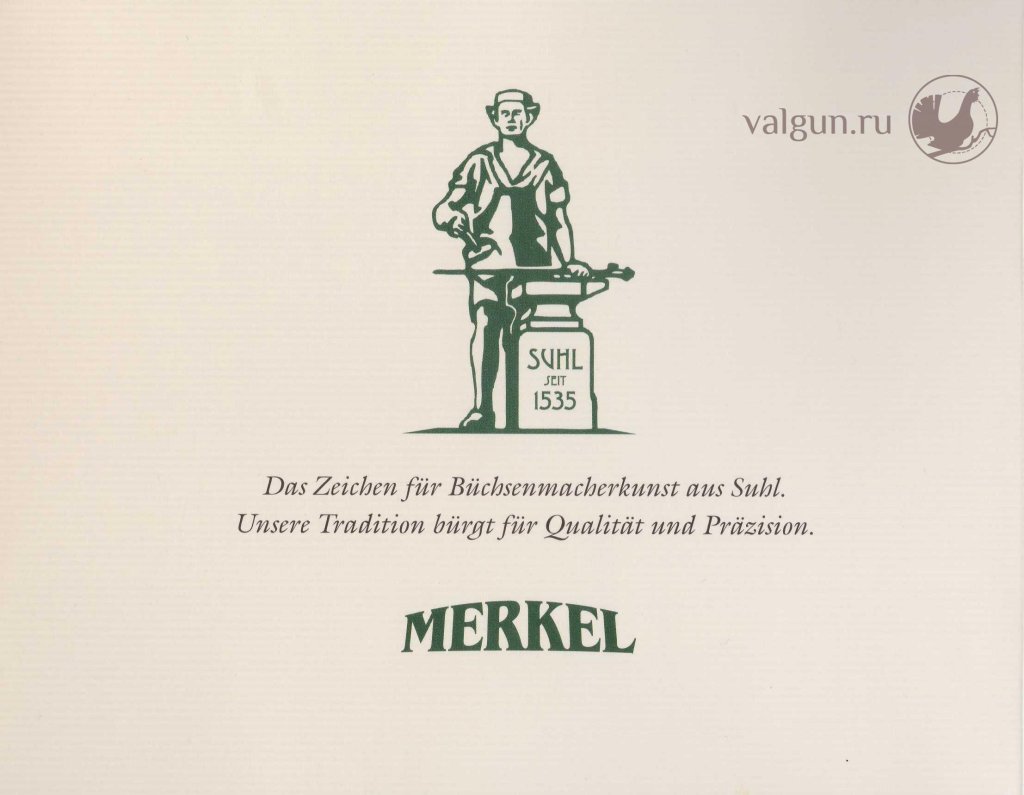 valgun.ru
SUHL
SEIT
1535
Das Zeichen für Büchsenmacherkunst aus Suhl.
Unsere Tradition bürgt für Qualität und Präzision.
MERKEL